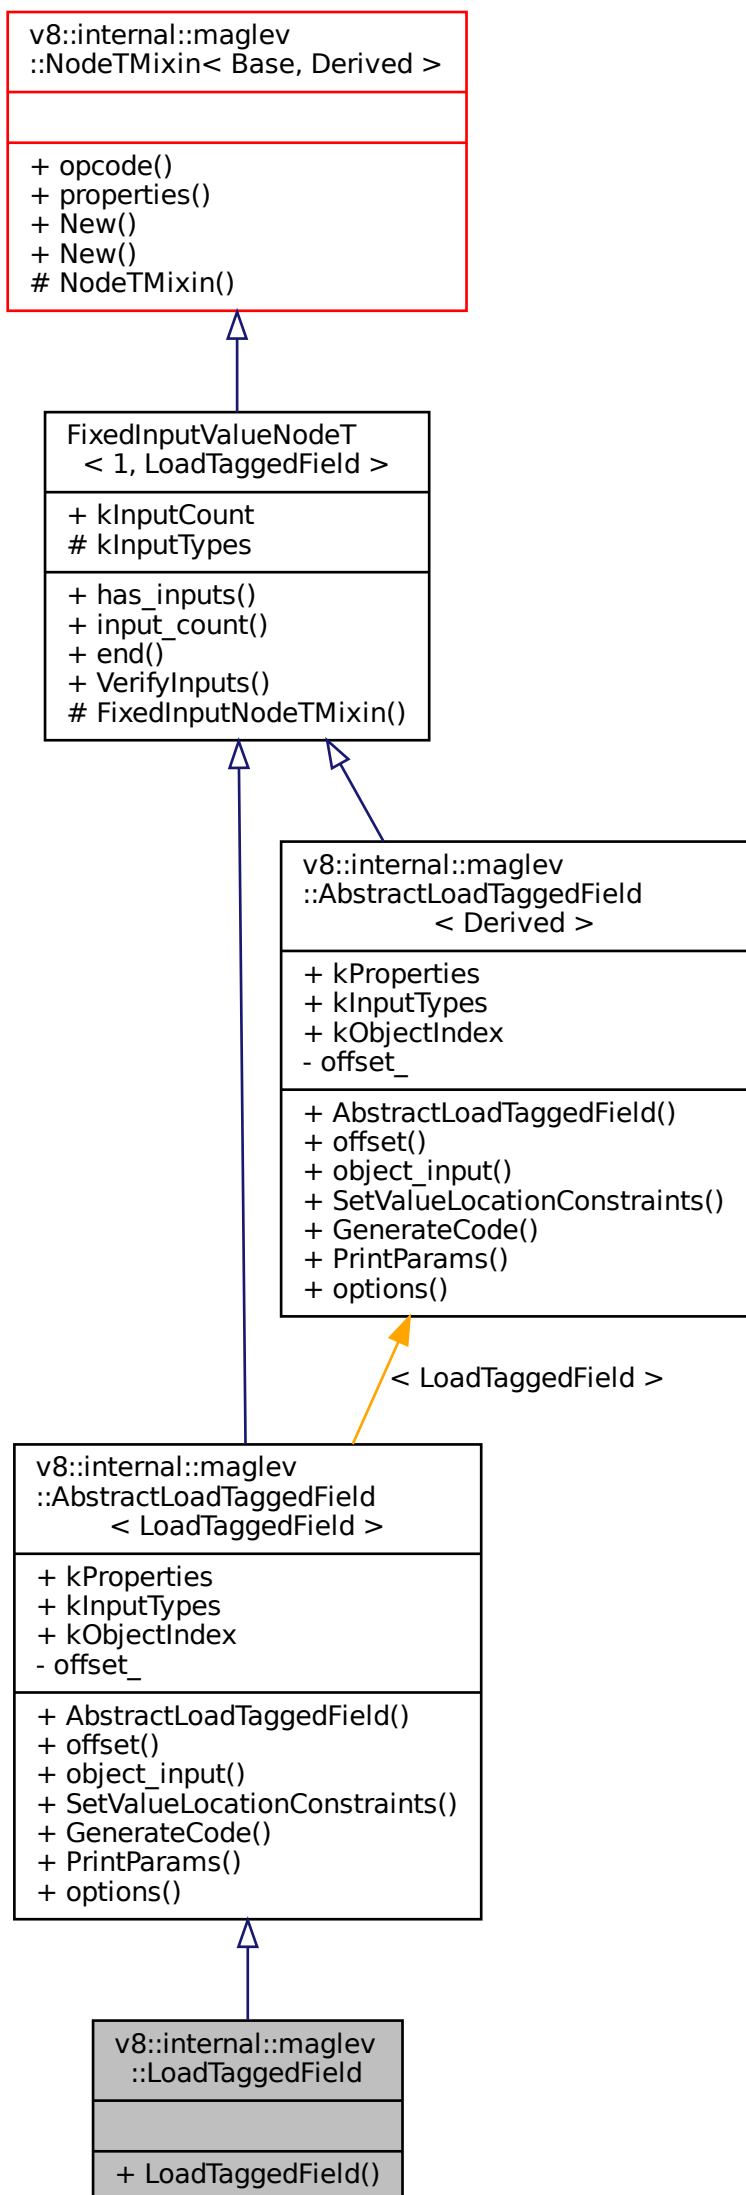 v8::internal::maglev
::NodeTMixin< Base, Derived >
+ opcode()
+ properties()
+ New()
+ New()
# NodeTMixin()
FixedInputValueNodeT
< 1, LoadTaggedField >
+ kInputCount
# kInputTypes
+ has_inputs()
+ input_count()
+ end()
+ VerifyInputs()
# FixedInputNodeTMixin()
v8::internal::maglev
::AbstractLoadTaggedField
< Derived >
+ kProperties
+ kInputTypes
+ kObjectIndex
- offset_
+ AbstractLoadTaggedField()
+ offset()
+ object_input()
+ SetValueLocationConstraints()
+ GenerateCode()
+ PrintParams()
+ options()
< LoadTaggedField >
v8::internal::maglev
::AbstractLoadTaggedField
< LoadTaggedField >
+ kProperties
+ kInputTypes
+ kObjectIndex
- offset_
+ AbstractLoadTaggedField()
+ offset()
+ object_input()
+ SetValueLocationConstraints()
+ GenerateCode()
+ PrintParams()
+ options()
v8::internal::maglev
::LoadTaggedField
+ LoadTaggedField()